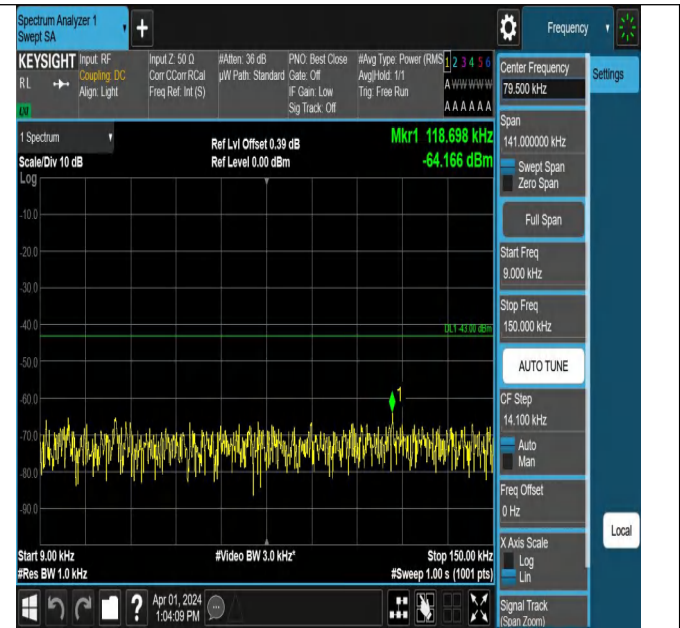 Spectrum Analyzer 1
Swept SA
+
Frequency
KEYSIGHT
RL
LXI
Input: RF
Coupling: DC
Align: Light
Input Z: 50 Ω
Corr CCorr RCal
Freq Ref: Int (S)
#Atten: 36 dB
µW Path: Standard
PNO: Best Close
Gate: Off
IF Gain: Low
Sig Track: Off
#Avg Type: Power (RMS
Avg|Hold: 1/1
Trig: Free Run
1 2 3 4 5 6
A W W W W W
A A A A A A
Center Frequency
79.500 kHz
Settings
Span
141.000000 kHz
Swept Span
Zero Span
Full Span
Start Freq
9.000 kHz
Stop Freq
150.000 kHz
AUTO TUNE
CF Step
14.100 kHz
Auto
Man
Freq Offset
0 Hz
X Axis Scale
Log
Lin
Signal Track
(Span Zoom)
Local
1 Spectrum
Scale/Div 10 dB
Log
Ref Lvl Offset 0.39 dB
Ref Level 0.00 dBm
Mkr1 118.698 kHz
-64.166 dBm
-10.0
-20.0
-30.0
-40.0
DL1 -43.00 dBm
-50.0
-60.0
1
-70.0
-80.0
-90.0
Start 9.00 kHz
#Video BW 3.0 kHz*
Stop 150.00 kHz
#Res BW 1.0 kHz
#Sweep 1.00 s (1001 pts)
?
Apr 01, 2024
1:04:09 PM